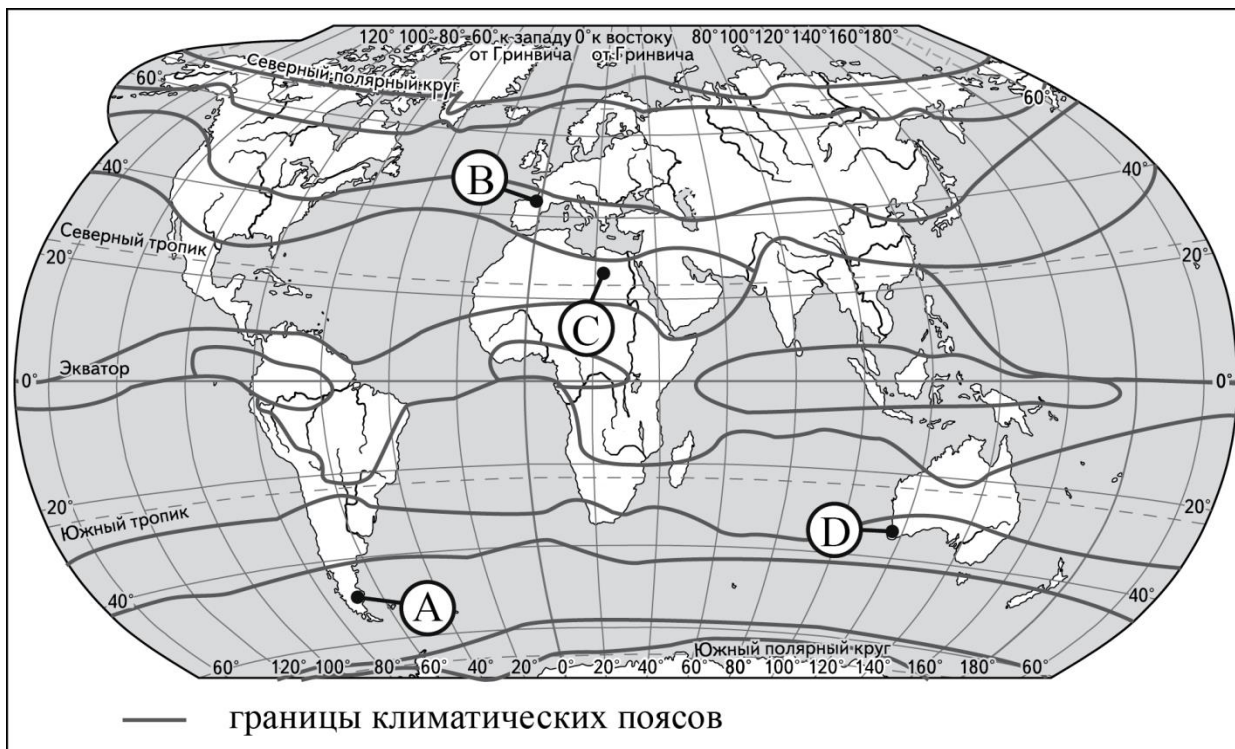 120° 100° 80° 60° к западу 0° к востоку 80° 100° 120° 140° 160° 180°
от Гринвича от Гринвича
Северный полярный круг
60° 60°
B
40° 40°
Северный тропик
20° 20°
C
Экватор
0° 0°
20° 20°
Южный тропик
D
A
40° 40°
Южный полярный круг
60° 120° 100° 80° 60° 40° 20° 0° 20° 40° 60° 80° 100° 120° 140° 160° 180° 60°
границы климатических поясов